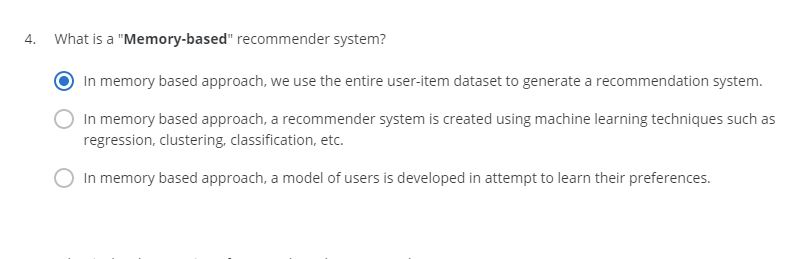 4. What is a "Memory-based" recommender system?
In memory based approach, we use the entire user-item dataset to generate a recommendation system.
In memory based approach, a recommender system is created using machine learning techniques such as
regression, clustering, classification, etc.
In memory based approach, a model of users is developed in attempt to learn their preferences.